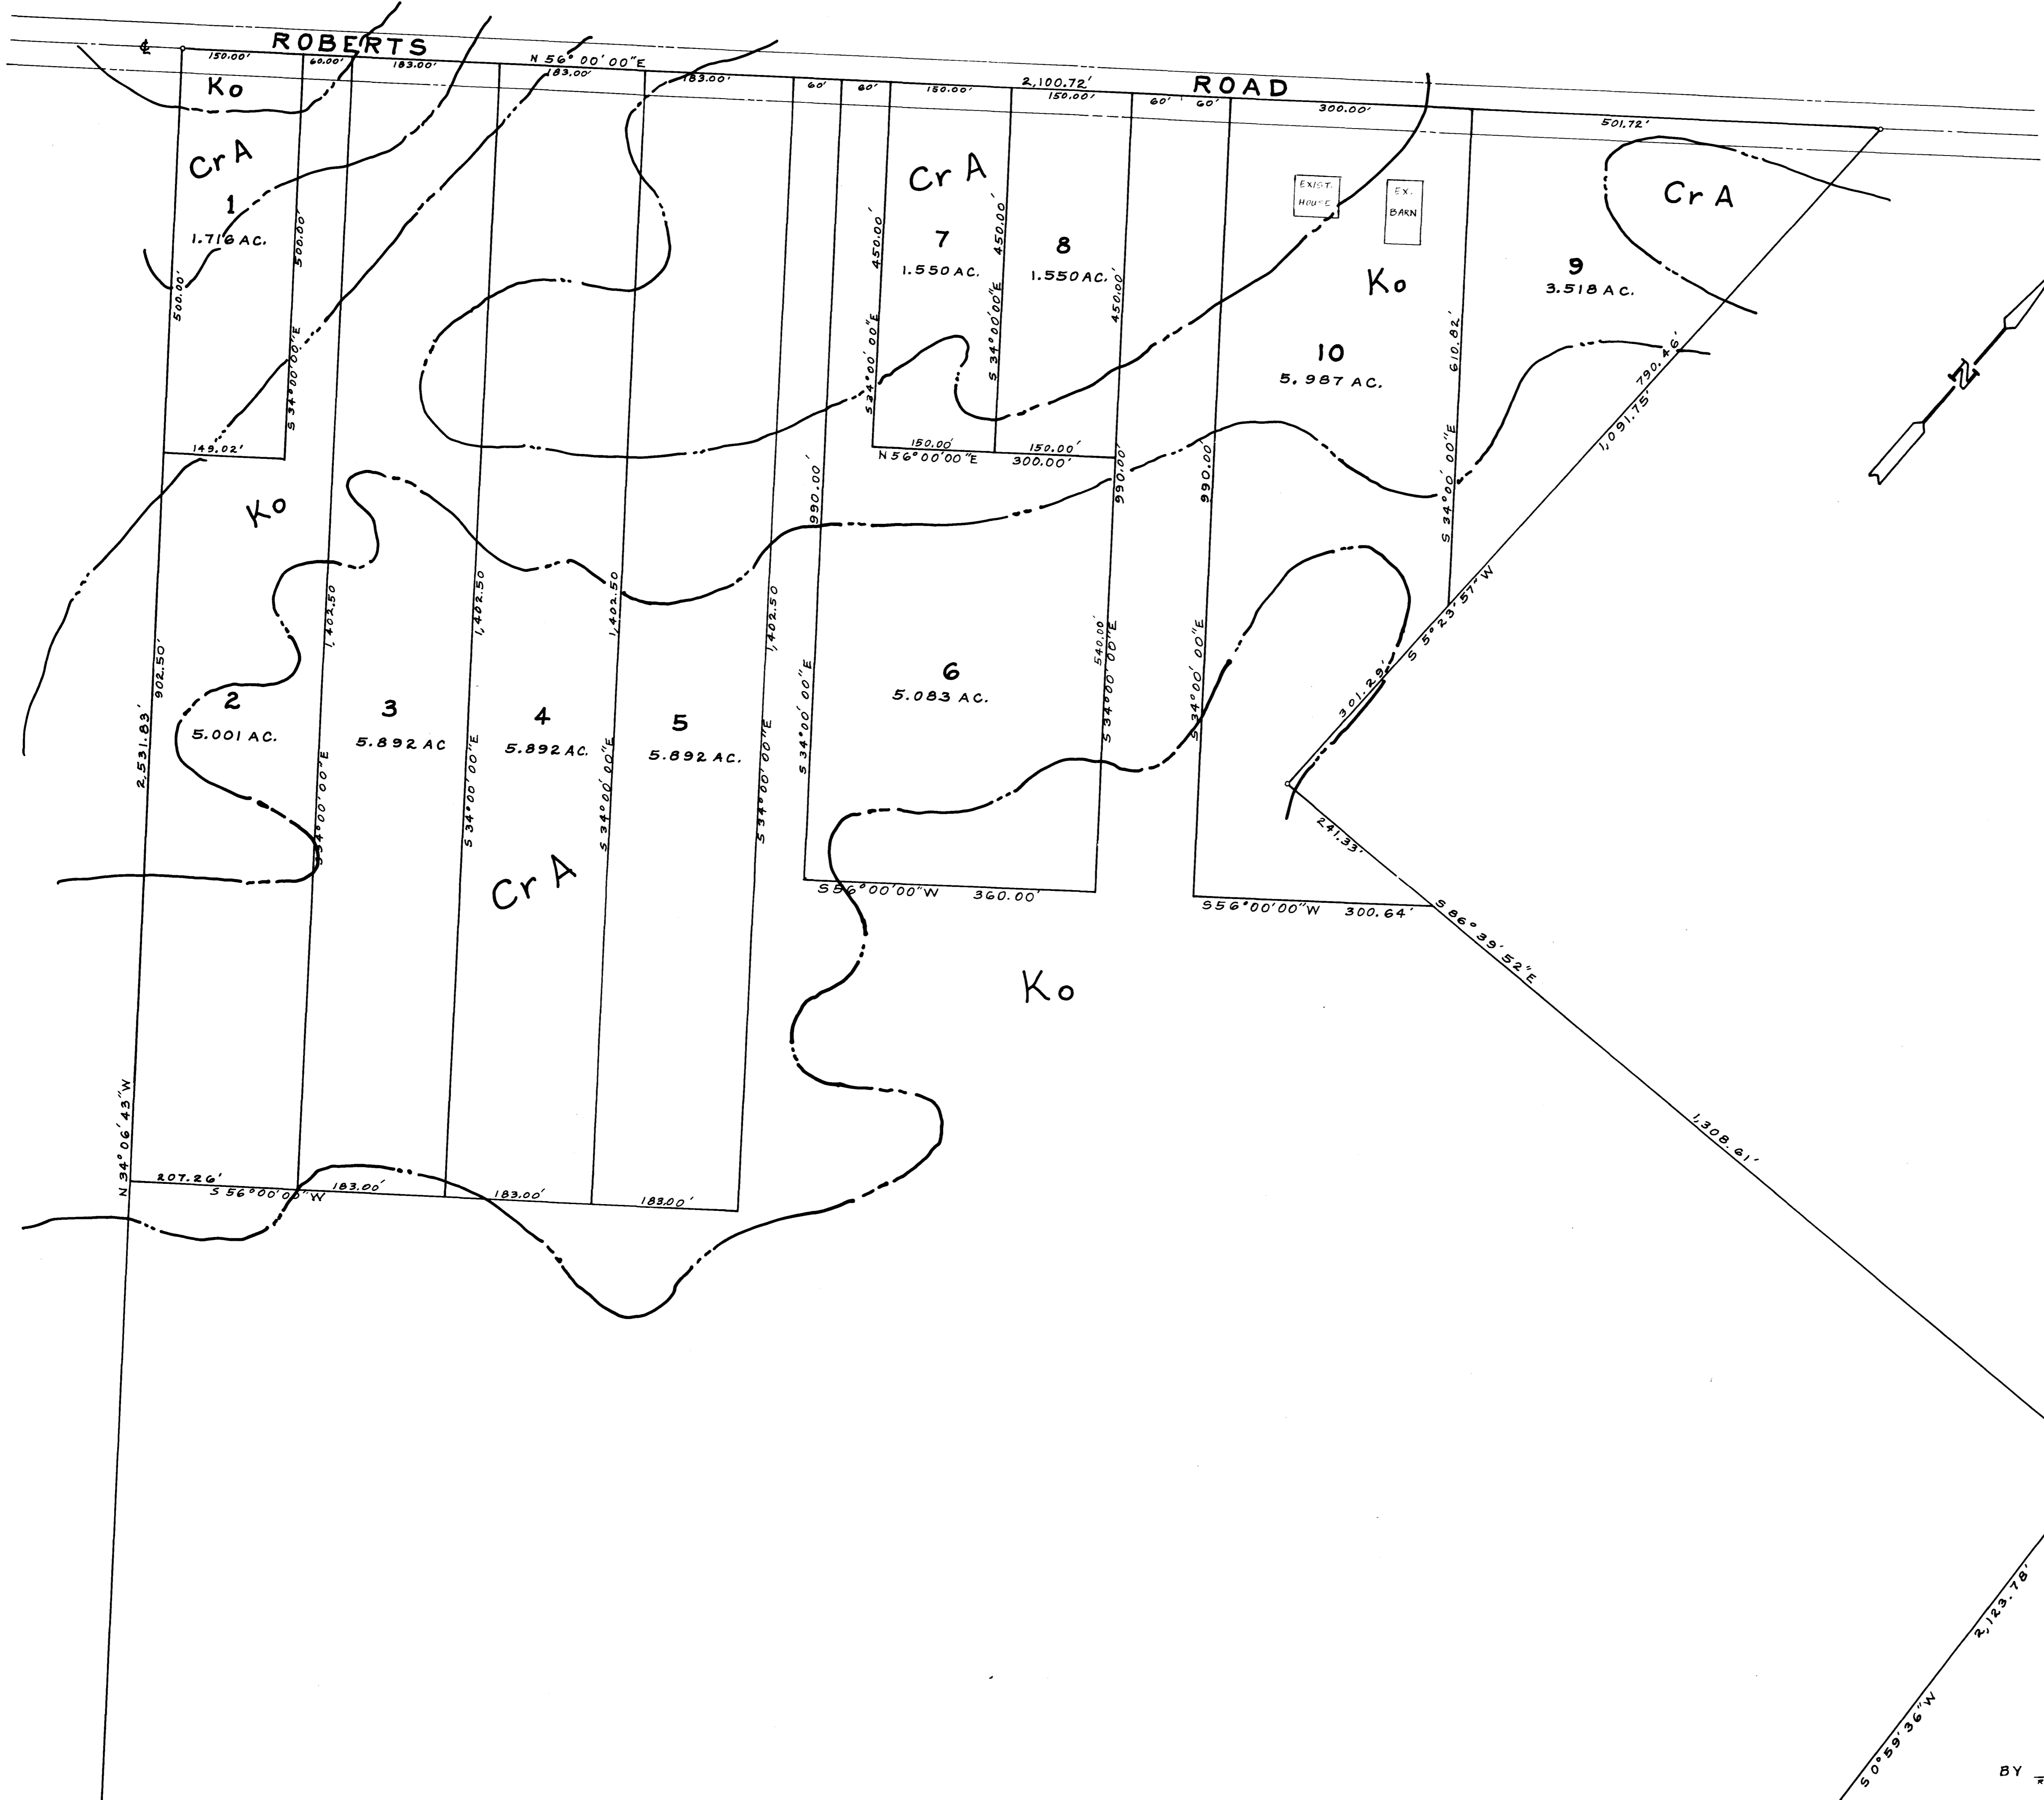 ℄
ROBERTS
ROAD
150.00'
60.00'
183.00'
N 56° 00' 00"E
183.00'
183.00'
60'
60'
2,100.72'
150.00'
150.00'
60'
60'
300.00'
501.72'
Ko
Cr A
1
1.716 AC.
500.00'
500.00'
S 34°00'00"E
149.02'
Ko
Cr A
7
1.550 AC.
450.00'
450.00'
S 34°00'00"E
S 34°00'00"E
8
1.550 AC.
450.00'
150.00'
150.00'
N 56°00'00"E
300.00'
EXIST.
HOUSE
EX.
BARN
Ko
10
5.987 AC.
610.82'
S 34°00'00"E
Cr A
9
3.518 AC.
790.46'
1,091.75'
N
S 5°23'57"W
301.29'
241.33'
990.00'
990.00'
990.00'
902.50'
2,531.83'
2
5.001 AC.
1,402.50
S 34°00'00"E
3
5.892 AC
1,402.50
S 34°00'00"E
4
5.892 AC.
1,402.50
S 34°00'00"E
5
5.892 AC.
1,402.50
S 34°00'00"E
Cr A
6
5.083 AC.
S 34°00'00"E
540.00'
S 34°00'00"E
S 34°00'00"E
S 56°00'00"W 360.00'
S 56°00'00"W 300.64'
S 86°39'52"E
Ko
1,308.61'
N 34°06'43"W
207.26'
S 56°00'00"W
183.00'
183.00'
183.00'
2,123.78'
S 0°59'36"W
BY